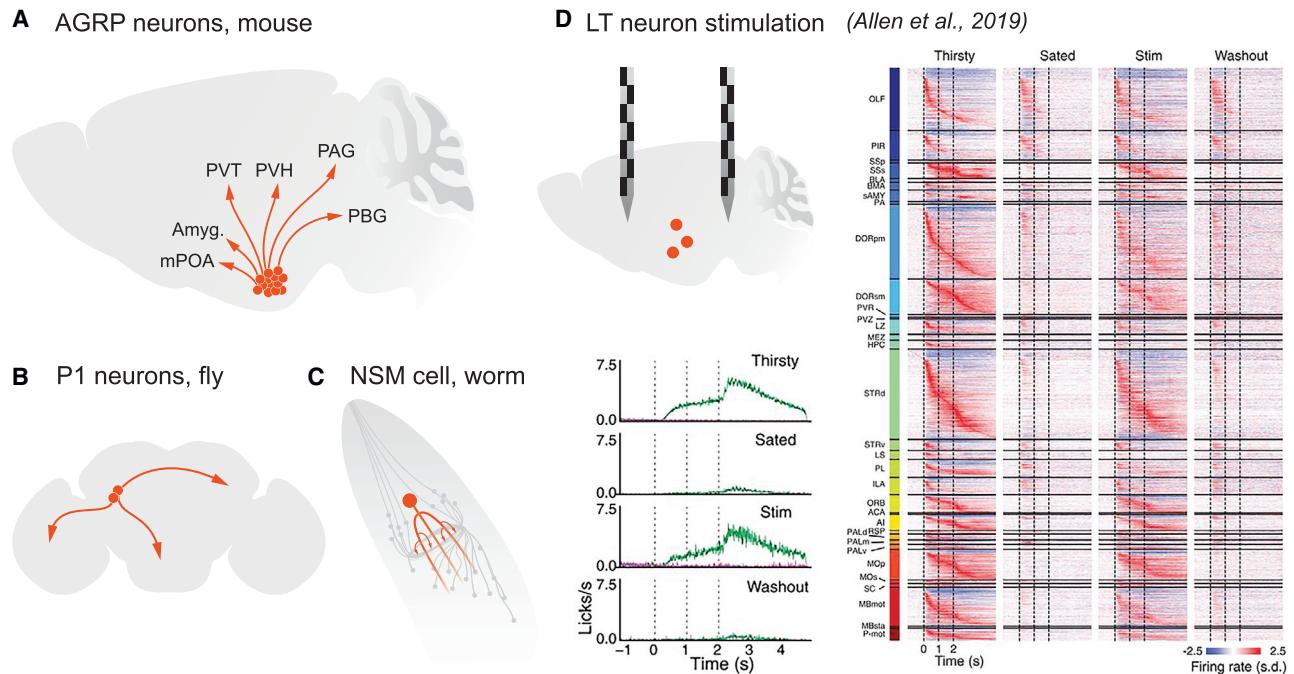 A AGRP neurons, mouse
PAG
PVT PVH
PBG
Amyg.
mPOA
B P1 neurons, fly
C NSM cell, worm
D LT neuron stimulation (Allen et al., 2019)
Thirsty
7.5
0.0
Sated
7.5
0.0
Stim
7.5
0.0
Washout
7.5
0.0
Licks/s
−1 0 1 2 3 4
Time (s)
Thirsty Sated Stim Washout
OLF
PIR
SSp
SSs
BLA
BMA
sAMY
PA
DORpm
DORsm
PVR
PVZ
LZ
MEZ
HPC
STRd
STRv
LS
PL
ILA
ORB
ACA
AI
PALd RSP
PALm
PALv
MOp
MOs
SC
MBmot
MBsta
P-mot
0 1 2
Time (s)
-2.5 2.5
Firing rate (s.d.)